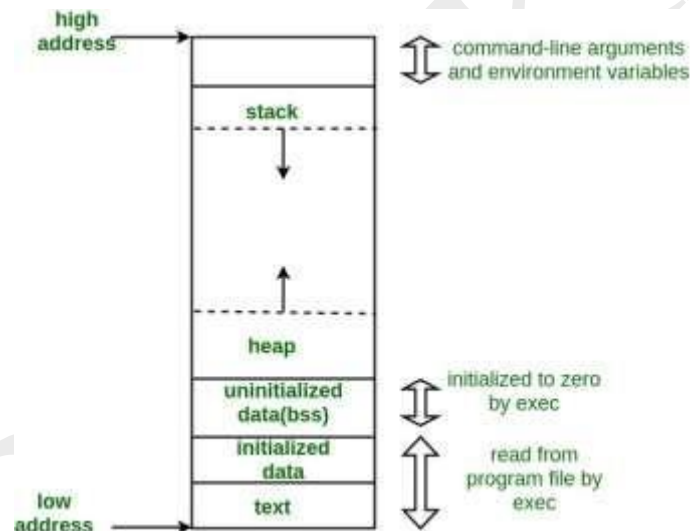 high
address
command-line arguments
and environment variables
stack
heap
uninitialized
data(bss)
initialized to zero
by exec
initialized
data
read from
program file by
exec
text
low
address